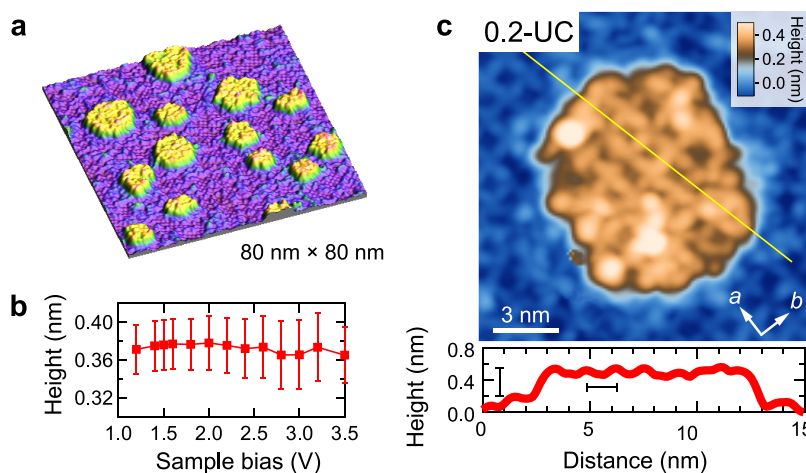 a
80 nm × 80 nm
b
Height (nm)
0.40
0.36
0.32
1.0
1.5
2.0
2.5
3.0
3.5
Sample bias (V)
c
0.2-UC
0.4
0.2
0.0
Height (nm)
3 nm
a
b
Height (nm)
0.8
0.4
0.0
0
5
10
15
Distance (nm)